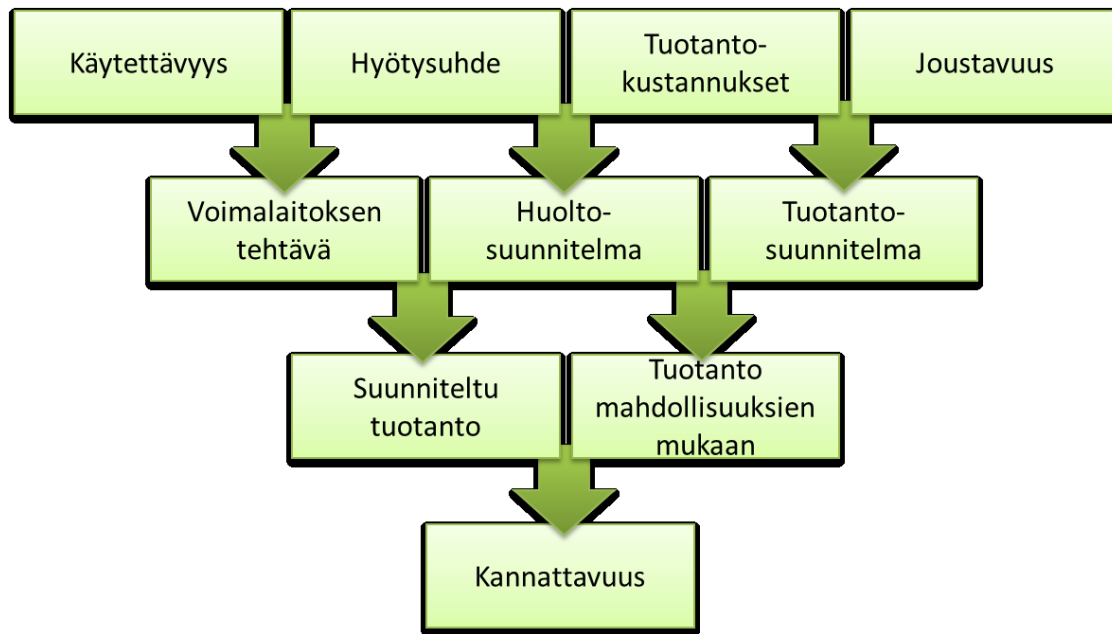 Käytettävyys
Hyötysuhde
Tuotanto-
kustannukset
Joustavuus
Voimalaitoksen
tehtävä
Huolto-
suunnitelma
Tuotanto-
suunnitelma
Suunniteltu
tuotanto
Tuotanto
mahdollisuuksien
mukaan
Kannattavuus